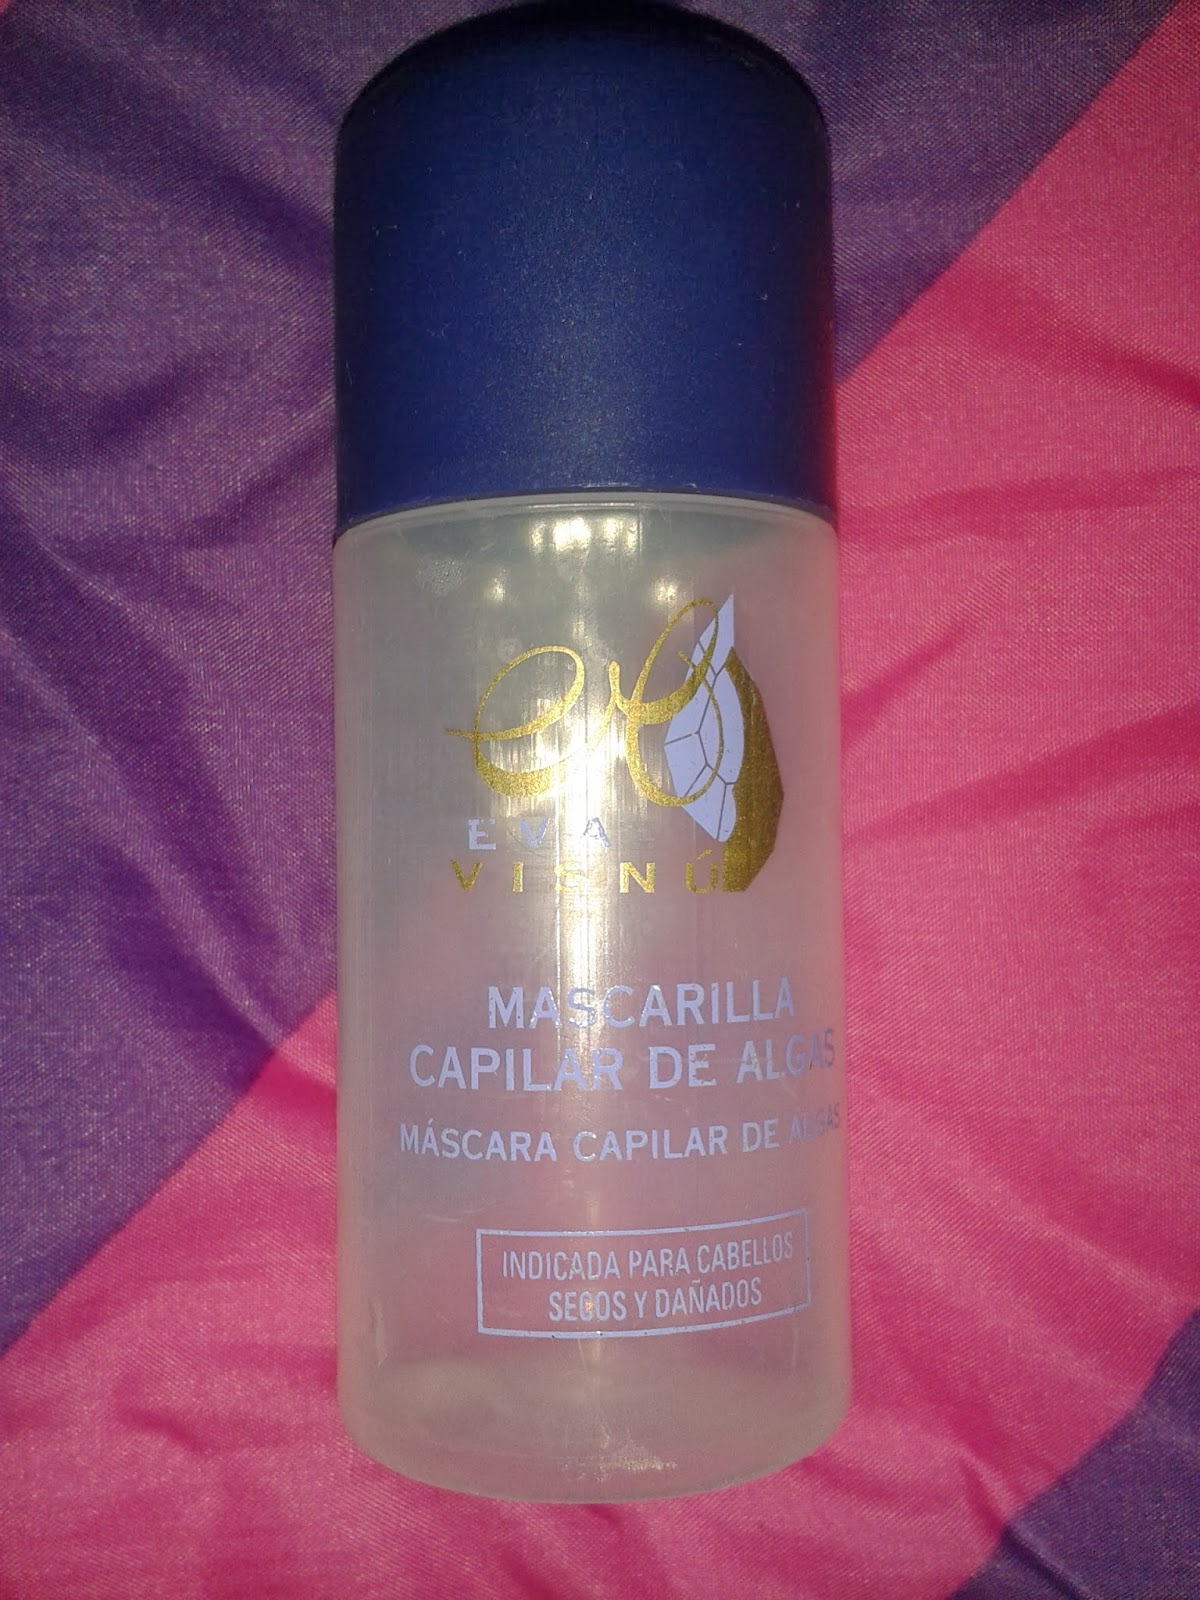 EVA
VISNÚ
MASCARILLA
CAPILAR DE ALGAS
MÁSCARA CAPILAR DE ALGAS
INDICADA PARA CABELLOS
SECOS Y DAÑADOS